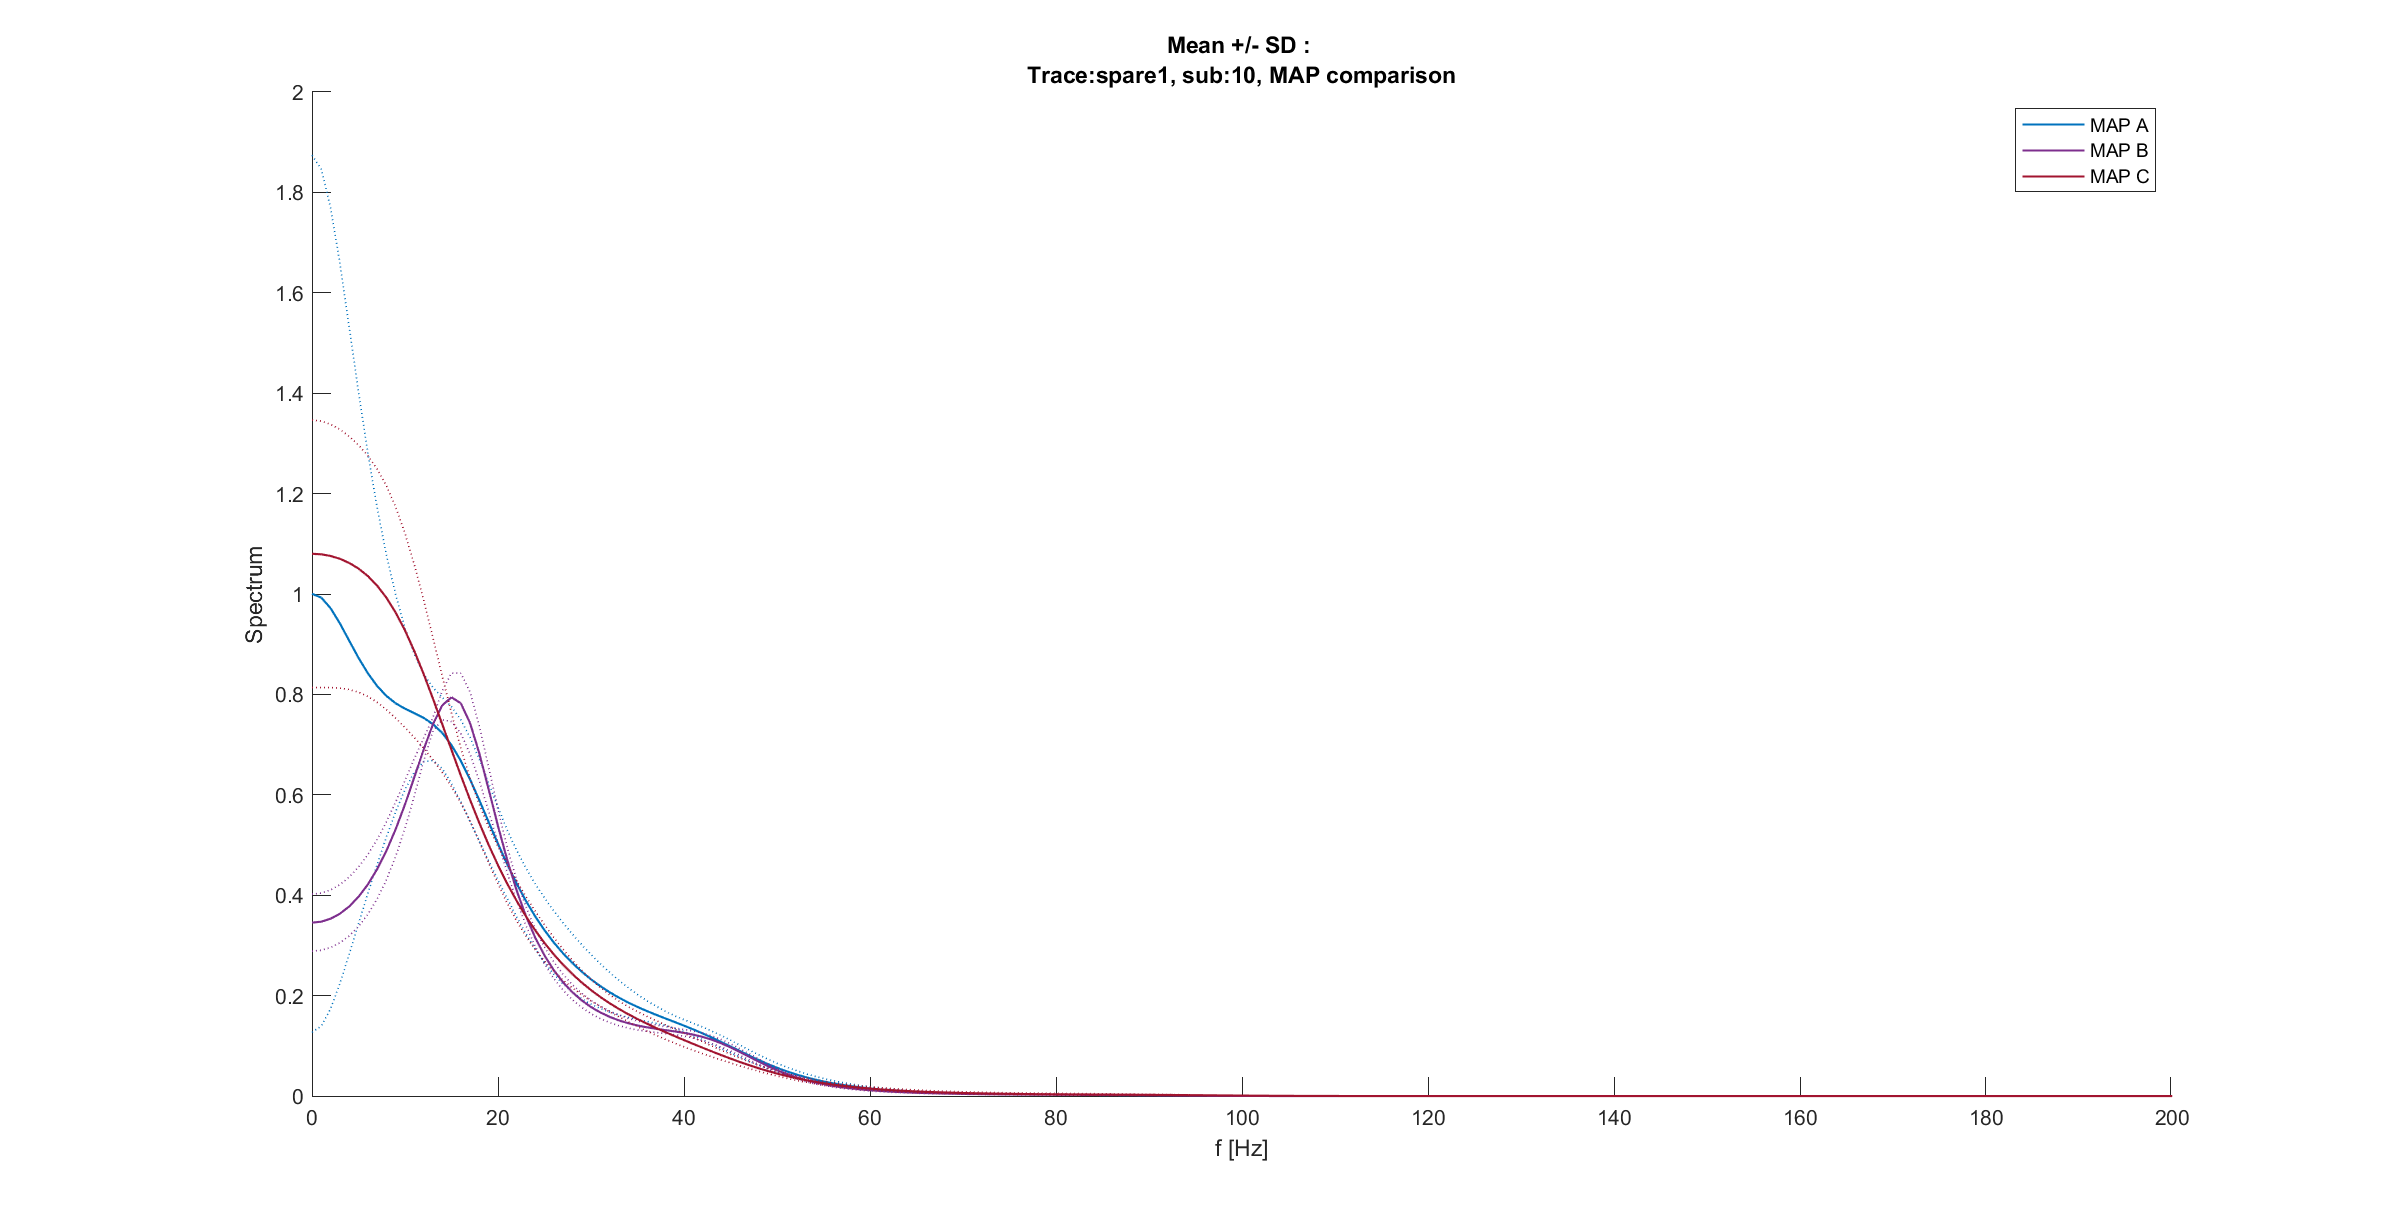 Mean +/- SD :
Trace:spare1, sub:10, MAP comparison
MAP A
MAP B
MAP C
2
1.8
1.6
1.4
1.2
1
0.8
0.6
0.4
0.2
0
Spectrum
0 20 40 60 80 100 120 140 160 180 200
f [Hz]